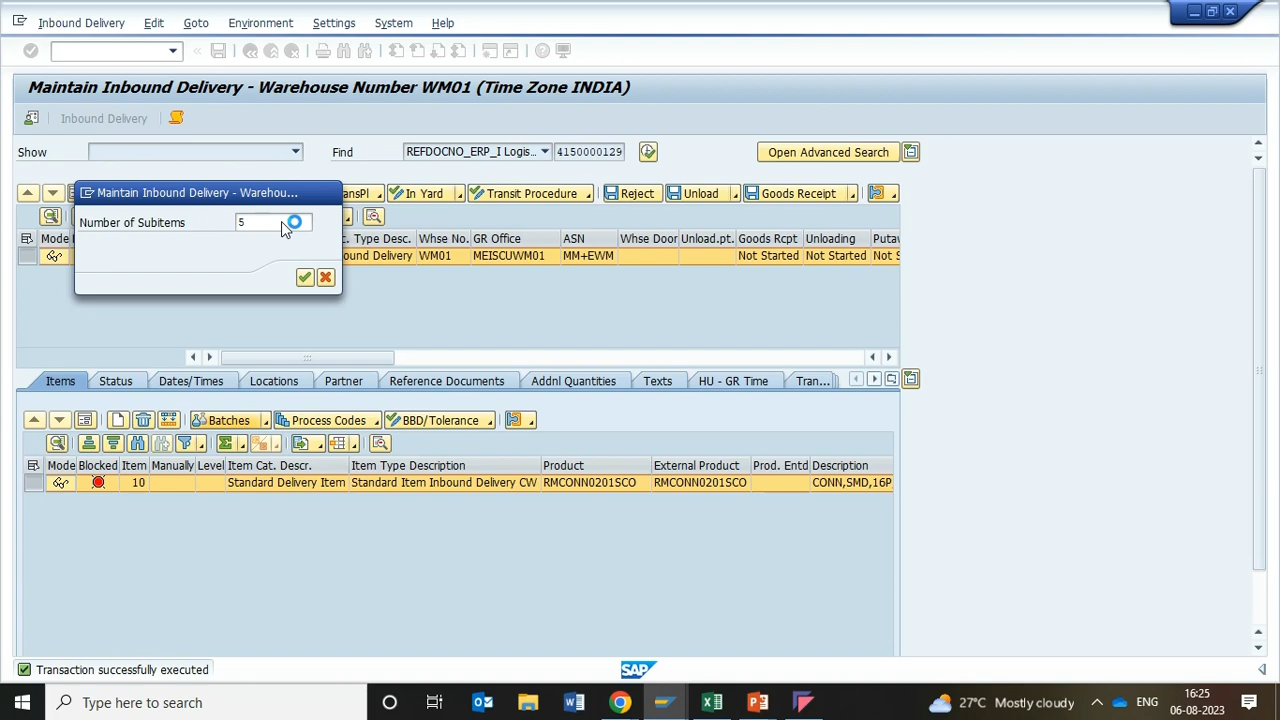 Inbound Delivery Edit Goto Environment Settings System Help
Maintain Inbound Delivery - Warehouse Number WM01 (Time Zone INDIA)
Inbound Delivery
Show Find REFDOCNO_ERP_I Logis... 4150000129 Open Advanced Search
Maintain Inbound Delivery - Warehou...
In Yard Transit Procedure Reject Unload Goods Receipt
Number of Subitems 5
Mode Type Desc. Whse No. GR Office ASN Whse Door Unload.pt. Goods Rcpt Unloading Putav
Delivery WM01 MEISCUWM01 MM+EWM Not Started Not Started Not S
Items Status Dates/Times Locations Partner Reference Documents Addnl Quantities Texts HU - GR Time Tran...
Batches Process Codes BBD/Tolerance
Mode Blocked Item Manually Level Item Cat. Descr. Item Type Description Product External Product Prod. Entd Description
10 Standard Delivery Item Standard Item Inbound Delivery CW RMCONN0201SCO RMCONN0201SCO CONN,SMD,16P
Transaction successfully executed SAP
Type here to search 27°C Mostly cloudy ENG 16:25
06-08-2023